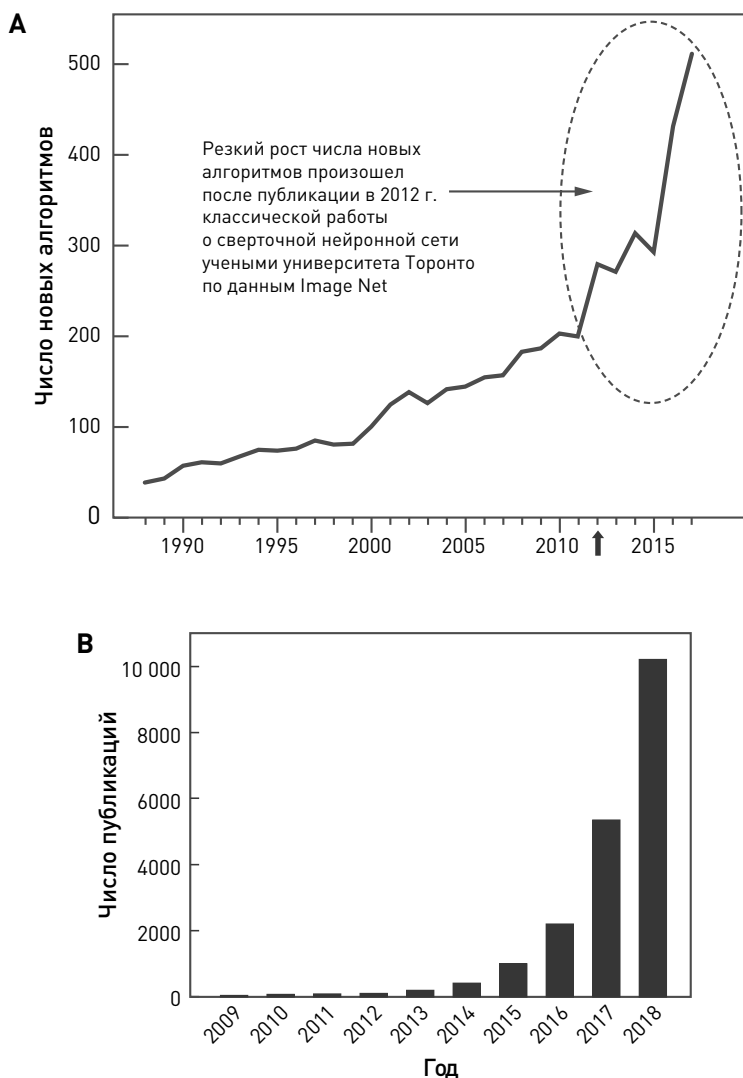 A
Число новых алгоритмов
500
400
300
200
100
0
Резкий рост числа новых
алгоритмов произошел
после публикации в 2012 г.
классической работы
о сверточной нейронной сети
учеными университета Торонто
по данным Image Net
1990
1995
2000
2005
2010
2015
B
Число публикаций
10 000
8000
6000
4000
2000
0
2009
2010
2011
2012
2013
2014
2015
2016
2017
2018
Год